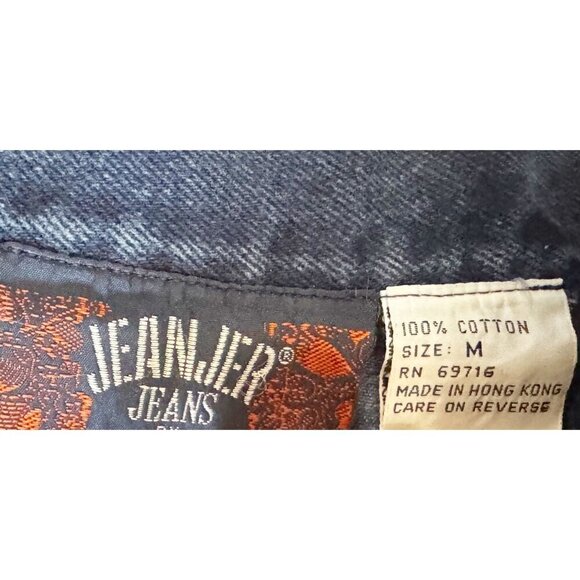 JEANJER®
JEANS
100% COTTON
SIZE: M
RN 69716
MADE IN HONG KONG
CARE ON REVERSE